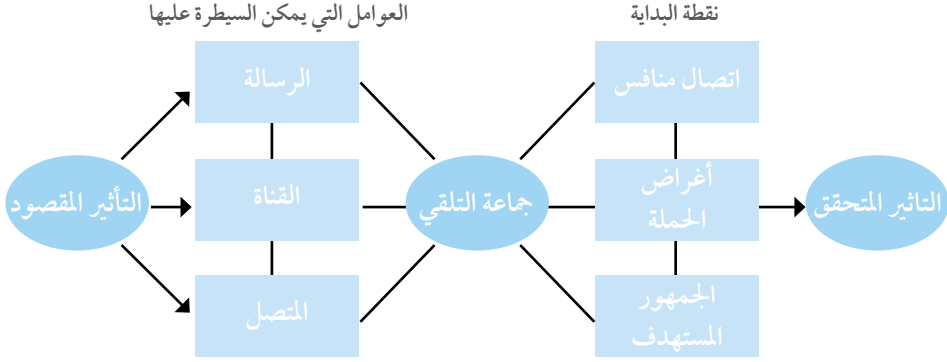 نقطة البداية
العوامل التي يمكن السيطرة عليها
اتصال منافس
الرسالة
أغراض
الحملة
القناة
التاثير المتحقق
جماعة التلقي
التأثير المقصود
الجمهور
المستهدف
المتصل